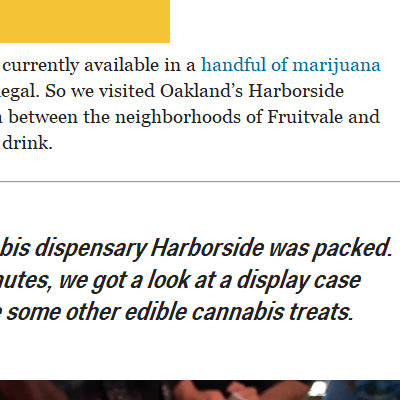 currently available in a handful of marijuana
legal. So we visited Oakland’s Harborside
between the neighborhoods of Fruitvale and
drink.
bis dispensary Harborside was packed.
nutes, we got a look at a display case
some other edible cannabis treats.